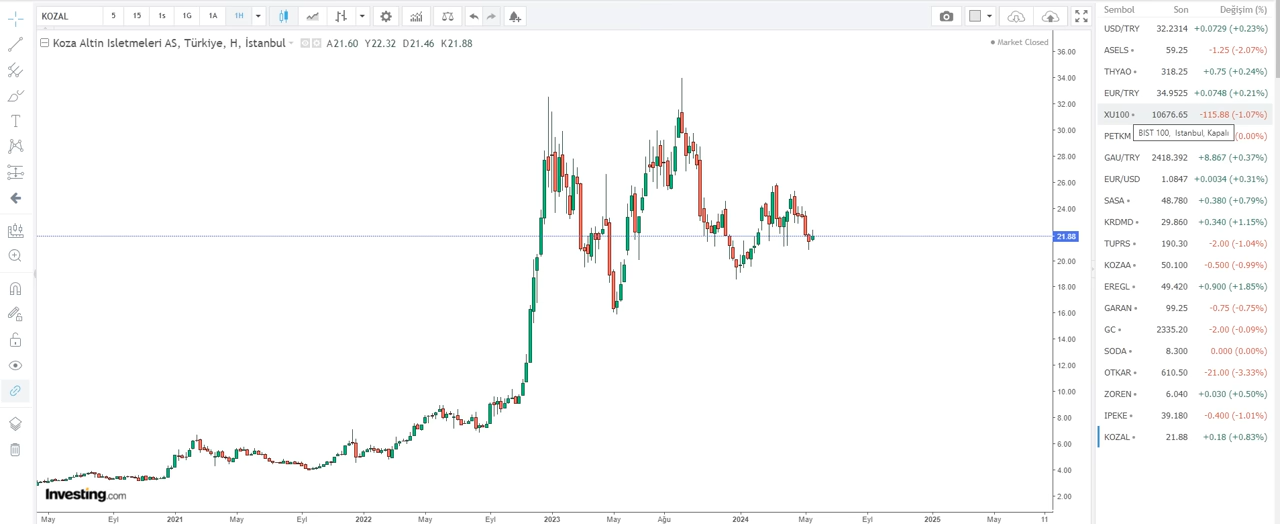 KOZAL 5 15 1s 1G 1A 1H
Koza Altin Isletmeleri AS, Türkiye, H, İstanbul A21.60 Y22.32 D21.46 K21.88
Market Closed
36.00
34.00
32.00
30.00
28.00
26.00
24.00
21.88
20.00
18.00
16.00
14.00
12.00
10.00
8.00
6.00
4.00
2.00
Investing.com
May Eyl 2021 May Eyl 2022 May Eyl 2023 May Ağu 2024 May Eyl 2025 May 11
Sembol Son Değişim (%)
USD/TRY 32.2314 +0.0729 (+0.23%)
ASELS 59.25 -1.25 (-2.07%)
THYAO 318.25 +0.75 (+0.24%)
EUR/TRY 34.9525 +0.0748 (+0.21%)
XU100 10676.65 -115.88 (-1.07%)
BIST 100, Istanbul, Kapalı
PETKM (0.00%)
GAU/TRY 2418.392 +8.867 (+0.37%)
EUR/USD 1.0847 +0.0034 (+0.31%)
SASA 48.780 +0.380 (+0.79%)
KRDMD 29.860 +0.340 (+1.15%)
TUPRS 190.30 -2.00 (-1.04%)
KOZAA 50.100 -0.500 (-0.99%)
EREGL 49.420 +0.900 (+1.85%)
GARAN 99.25 -0.75 (-0.75%)
GC 2335.20 -2.00 (-0.09%)
SODA 8.300 0.000 (0.00%)
OTKAR 610.50 -21.00 (-3.33%)
ZOREN 6.040 +0.030 (+0.50%)
IPEKE 39.180 -0.400 (-1.01%)
KOZAL 21.88 +0.18 (+0.83%)